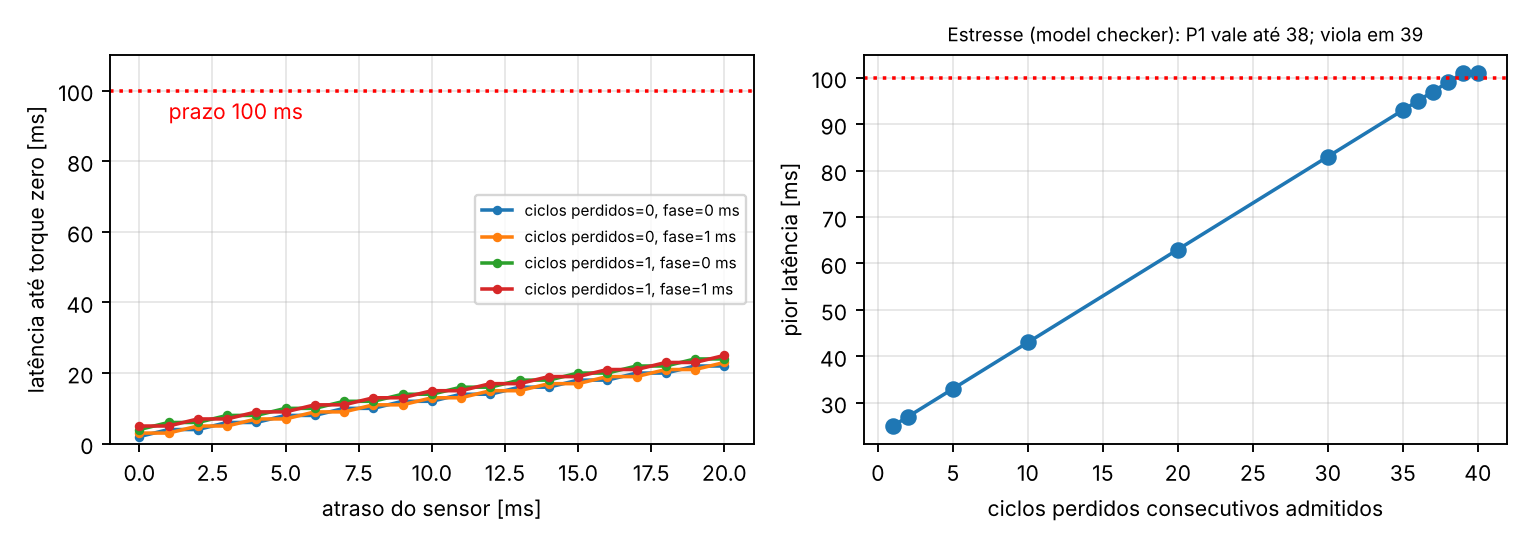 latência até torque zero [ms]
100
80
60
40
20
0
prazo 100 ms
ciclos perdidos=0, fase=0 ms
ciclos perdidos=0, fase=1 ms
ciclos perdidos=1, fase=0 ms
ciclos perdidos=1, fase=1 ms
0.0 2.5 5.0 7.5 10.0 12.5 15.0 17.5 20.0
atraso do sensor [ms]
Estresse (model checker): P1 vale até 38; viola em 39
pior latência [ms]
100
90
80
70
60
50
40
30
0 5 10 15 20 25 30 35 40
ciclos perdidos consecutivos admitidos